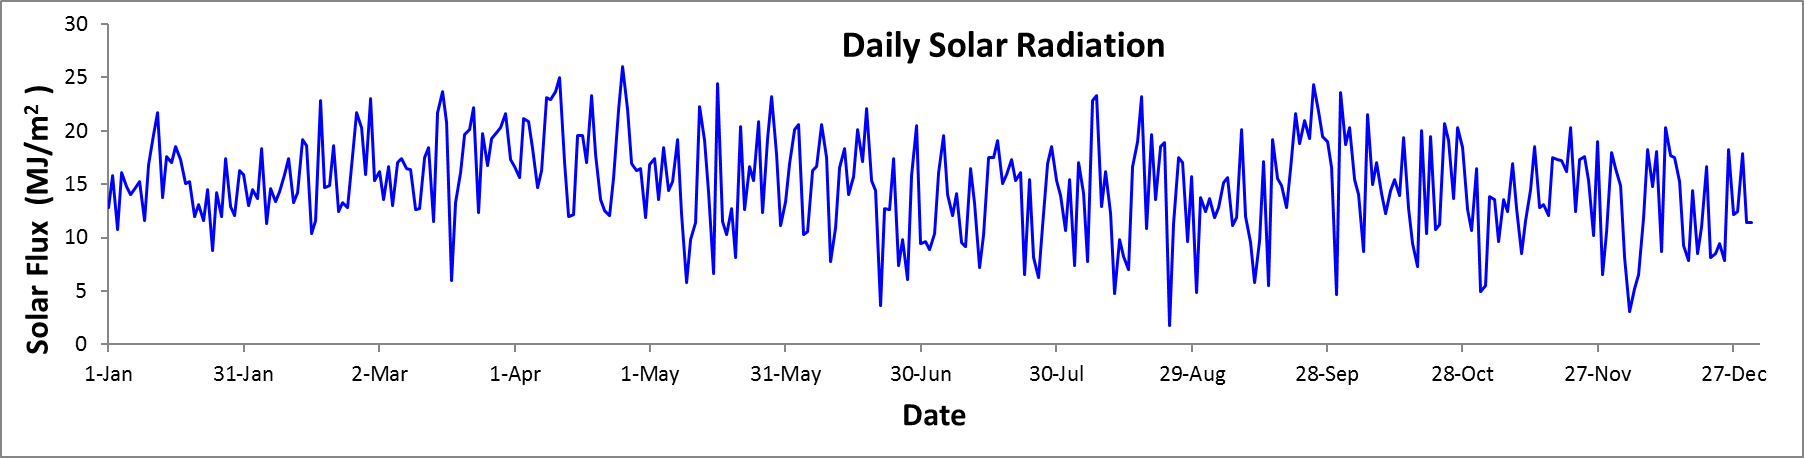 Daily Solar Radiation
Solar Flux (MJ/m²)
30
25
20
15
10
5
0
1-Jan 31-Jan 2-Mar 1-Apr 1-May 31-May 30-Jun 30-Jul 29-Aug 28-Sep 28-Oct 27-Nov 27-Dec
Date